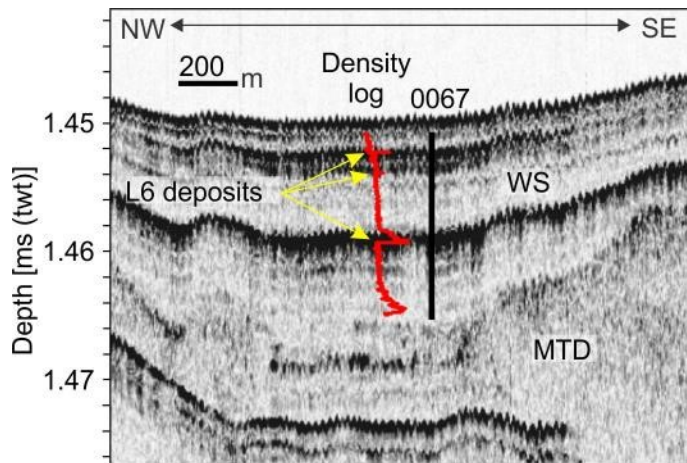 NW
SE
200 m
Density
log
0067
1.45
L6 deposits
WS
1.46
MTD
1.47
Depth [ms (twt)]